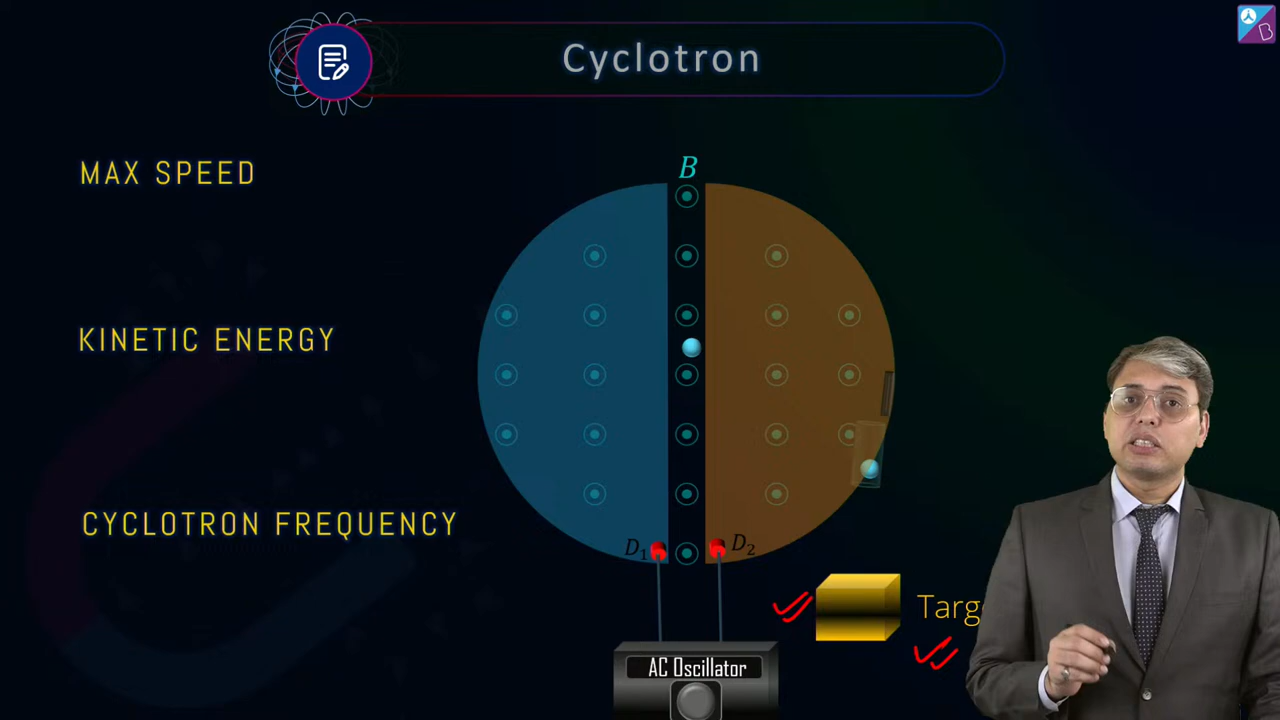 Cyclotron
MAX SPEED
B
KINETIC ENERGY
CYCLOTRON FREQUENCY
D₁
D₂
AC Oscillator
B